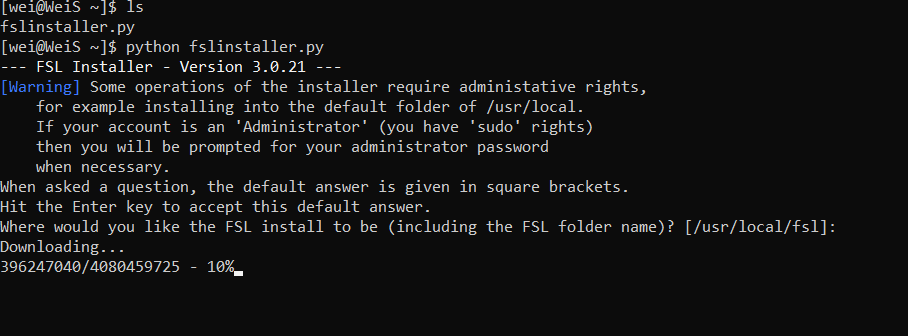 [wei@WeiS ~]$ ls
fslinstaller.py
[wei@WeiS ~]$ python fslinstaller.py
--- FSL Installer - Version 3.0.21 ---
[Warning] Some operations of the installer require administative rights,
    for example installing into the default folder of /usr/local.
    If your account is an 'Administrator' (you have 'sudo' rights)
    then you will be prompted for your administrator password
    when necessary.
When asked a question, the default answer is given in square brackets.
Hit the Enter key to accept this default answer.
Where would you like the FSL install to be (including the FSL folder name)? [/usr/local/fsl]:
Downloading...
396247040/4080459725 - 10%